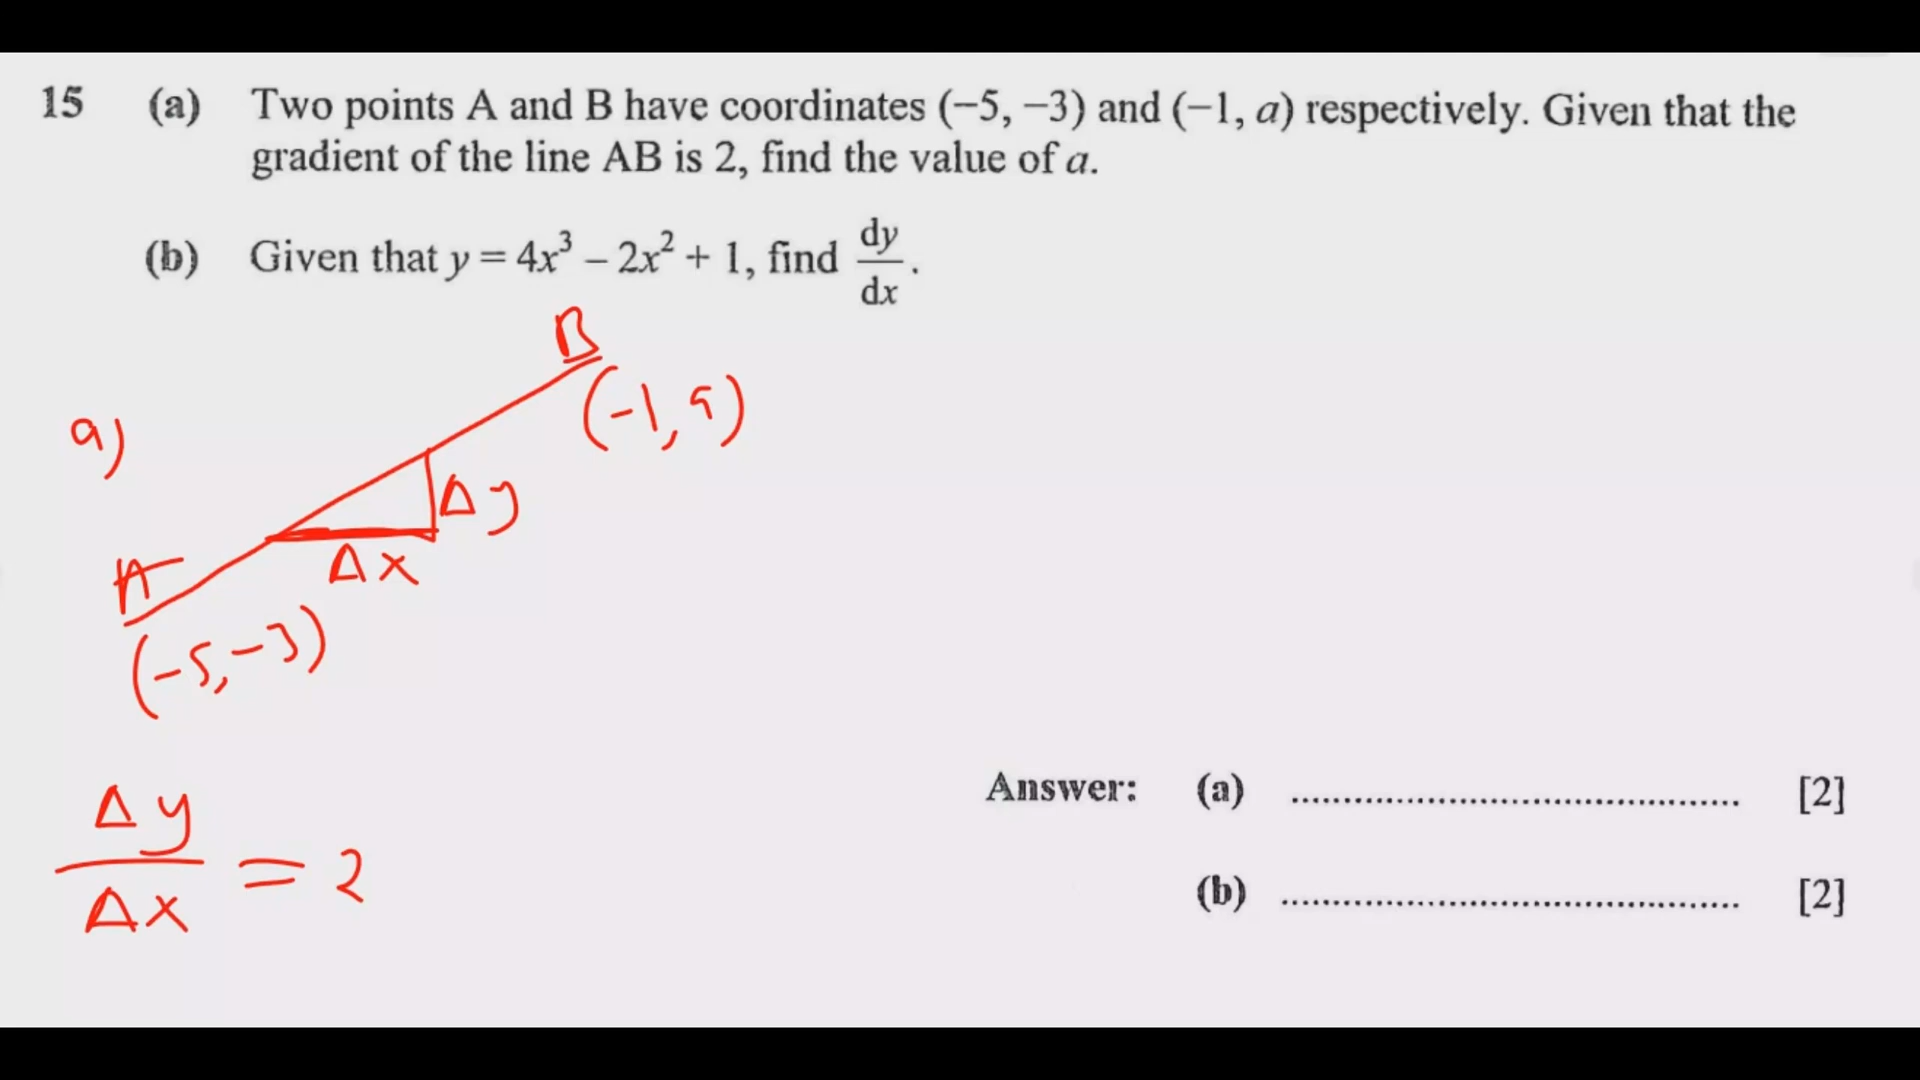 15 (a) Two points A and B have coordinates (−5, −3) and (−1, a) respectively. Given that the
gradient of the line AB is 2, find the value of a.
(b) Given that y = 4x³ – 2x² + 1, find dy/dx.
B
(-1, a)
a)
Δy
Δx
A
(-5, -3)
Δy/Δx = 2
Answer: (a) ............................................ [2]
(b) ............................................ [2]